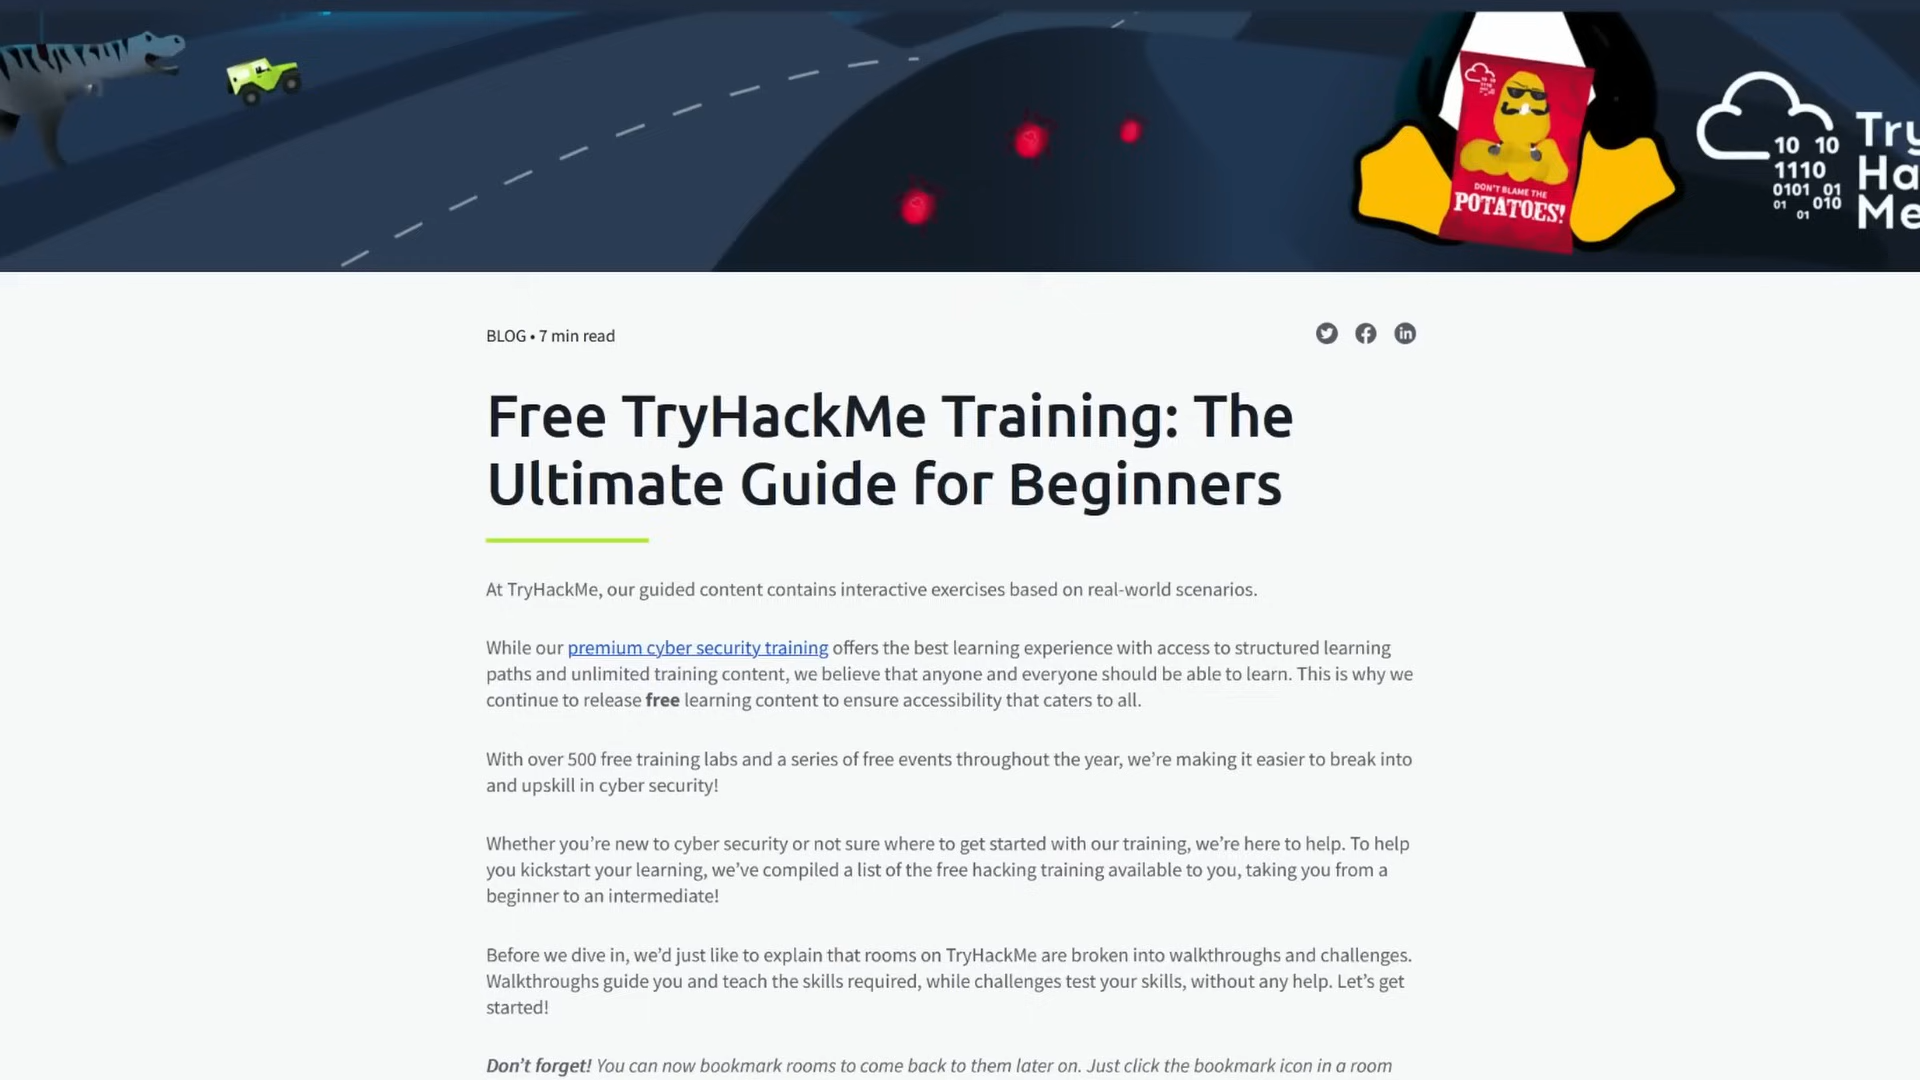 DON'T BLAME THE
POTATOES!
10 10
1110
0101 01
01 010
01
Try
Ha
Me
BLOG • 7 min read
Free TryHackMe Training: The
Ultimate Guide for Beginners
At TryHackMe, our guided content contains interactive exercises based on real-world scenarios.
While our premium cyber security training offers the best learning experience with access to structured learning
paths and unlimited training content, we believe that anyone and everyone should be able to learn. This is why we
continue to release free learning content to ensure accessibility that caters to all.
With over 500 free training labs and a series of free events throughout the year, we’re making it easier to break into
and upskill in cyber security!
Whether you’re new to cyber security or not sure where to get started with our training, we’re here to help. To help
you kickstart your learning, we’ve compiled a list of the free hacking training available to you, taking you from a
beginner to an intermediate!
Before we dive in, we’d just like to explain that rooms on TryHackMe are broken into walkthroughs and challenges.
Walkthroughs guide you and teach the skills required, while challenges test your skills, without any help. Let’s get
started!
Don’t forget! You can now bookmark rooms to come back to them later on. Just click the bookmark icon in a room